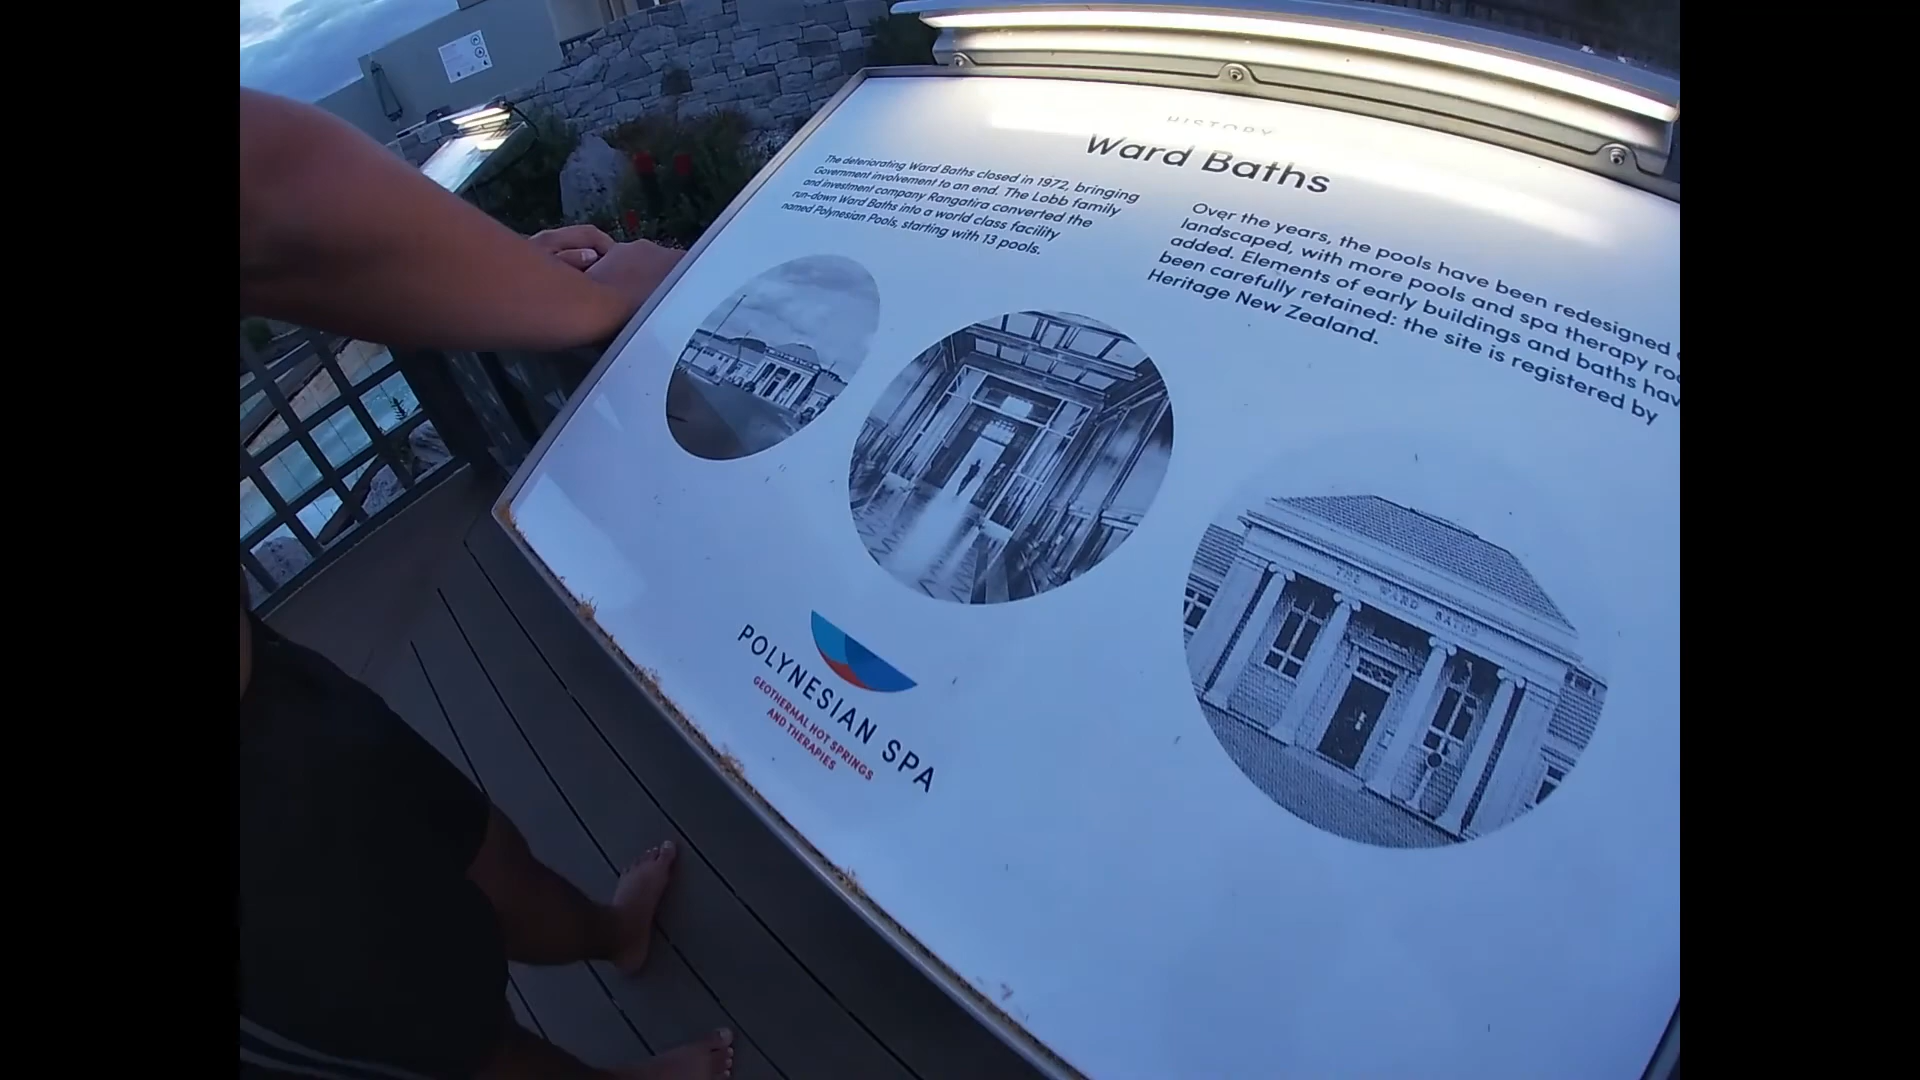 HISTORY
Ward Baths
The deteriorating Ward Baths closed in 1972, bringing
Government involvement to an end. The Lobb family
and investment company Rangatira converted the
run-down Ward Baths into a world class facility
named Polynesian Pools, starting with 13 pools.
Over the years, the pools have been redesigned
landscaped, with more pools and spa therapy
added. Elements of early buildings and baths
been carefully retained: the site is registered by
Heritage New Zealand.
THE WARD BATHS
POLYNESIAN SPA
GEOTHERMAL HOT SPRINGS
AND THERAPIES